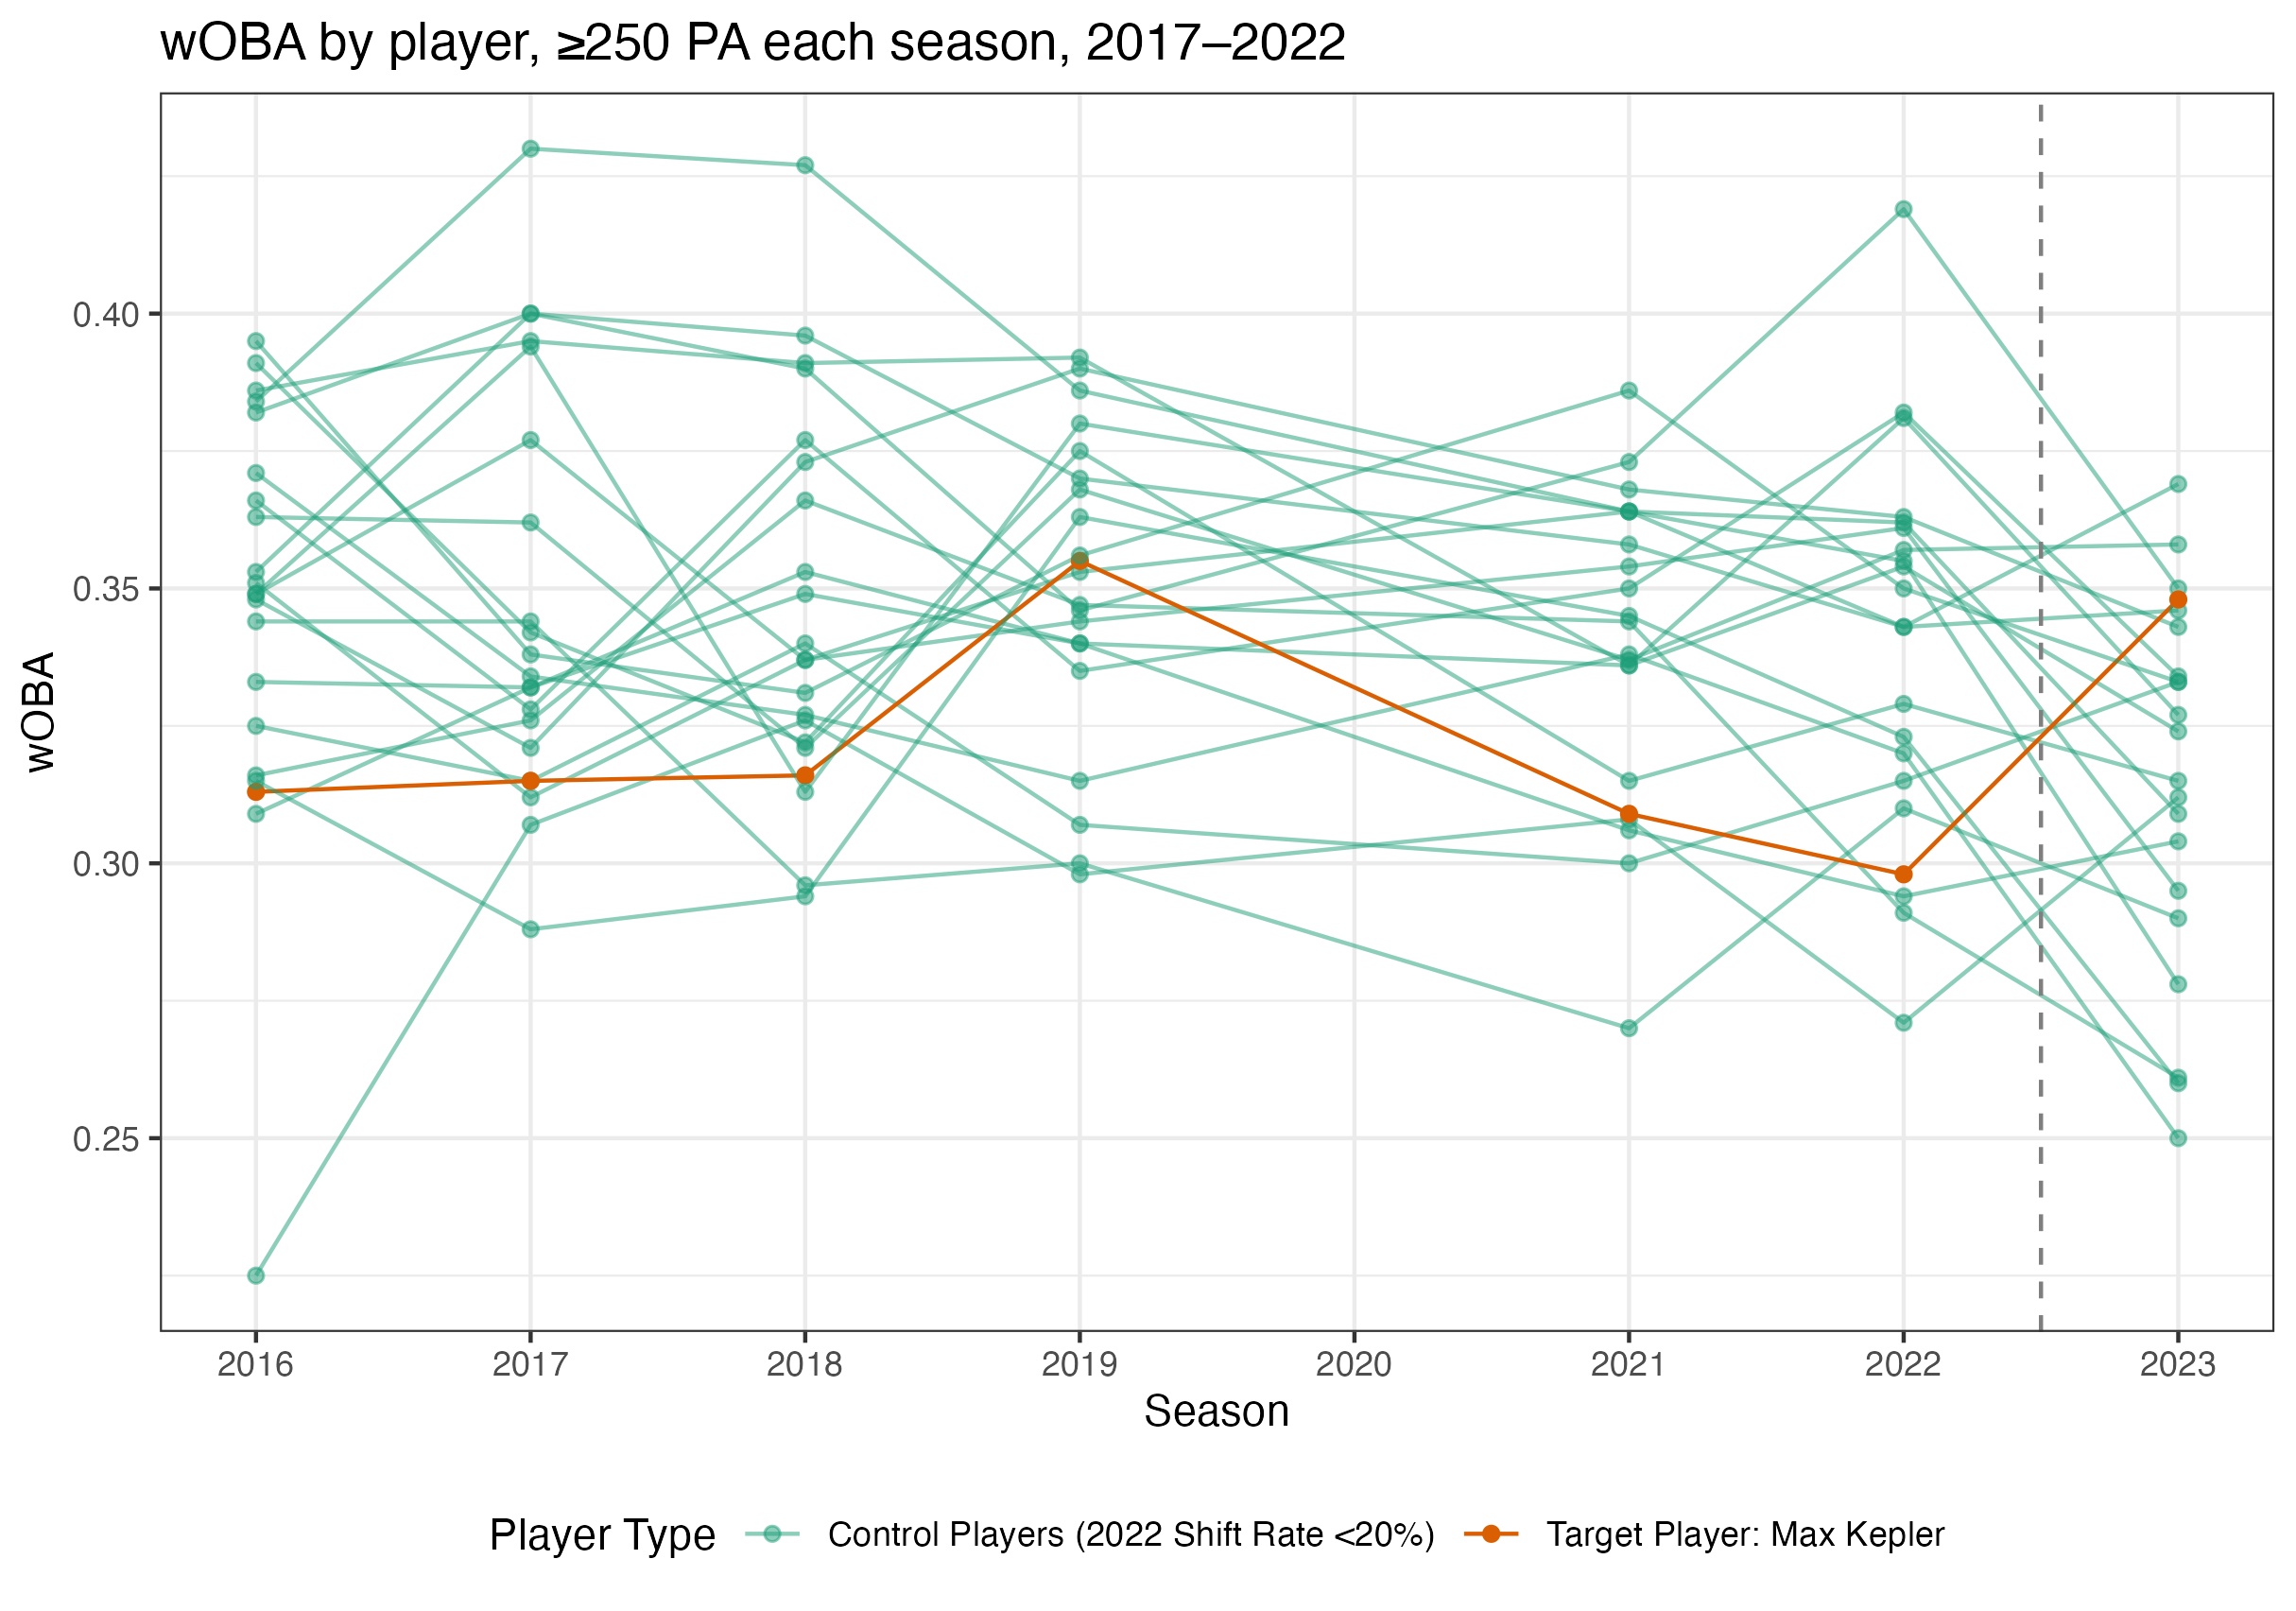 wOBA by player, ≥250 PA each season, 2017–2022
wOBA
0.40
0.35
0.30
0.25
2016 2017 2018 2019 2020 2021 2022 2023
Season
Player Type Control Players (2022 Shift Rate <20%) Target Player: Max Kepler